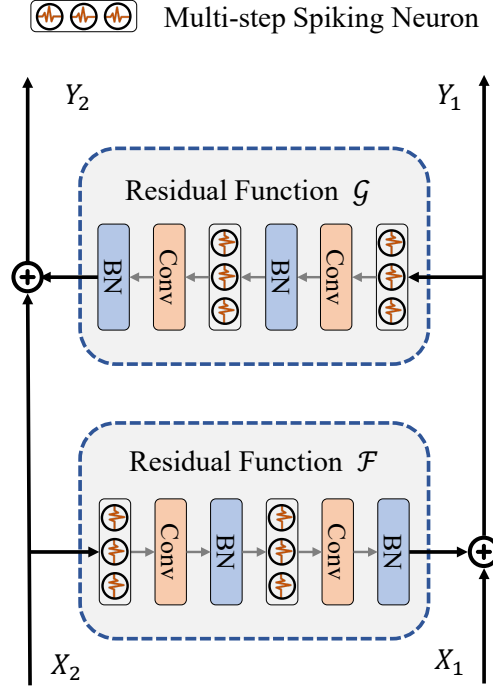 Multi-step Spiking Neuron
Y₂
Y₁
Residual Function 𝒢
BN
Conv
BN
Conv
Residual Function ℱ
Conv
BN
Conv
BN
X₂
X₁